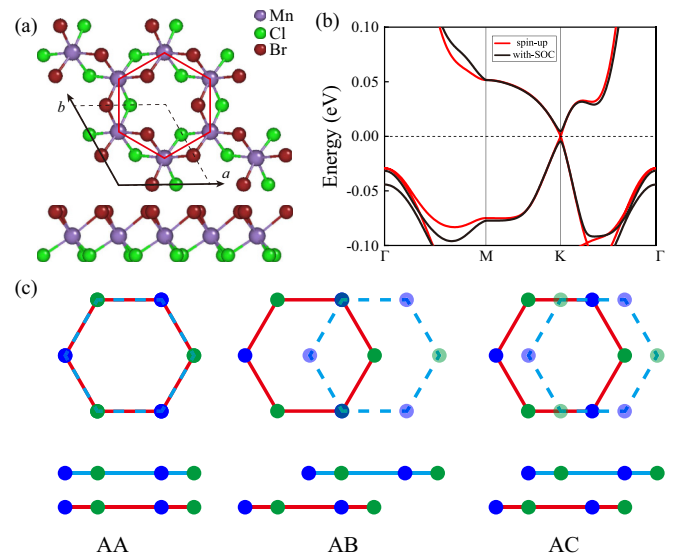 (a)
Mn
Cl
Br
b
a
(b)
Energy (eV)
0.10
0.05
0.00
-0.05
-0.10
spin-up
with-SOC
Γ
M
K
Γ
(c)
AA
AB
AC